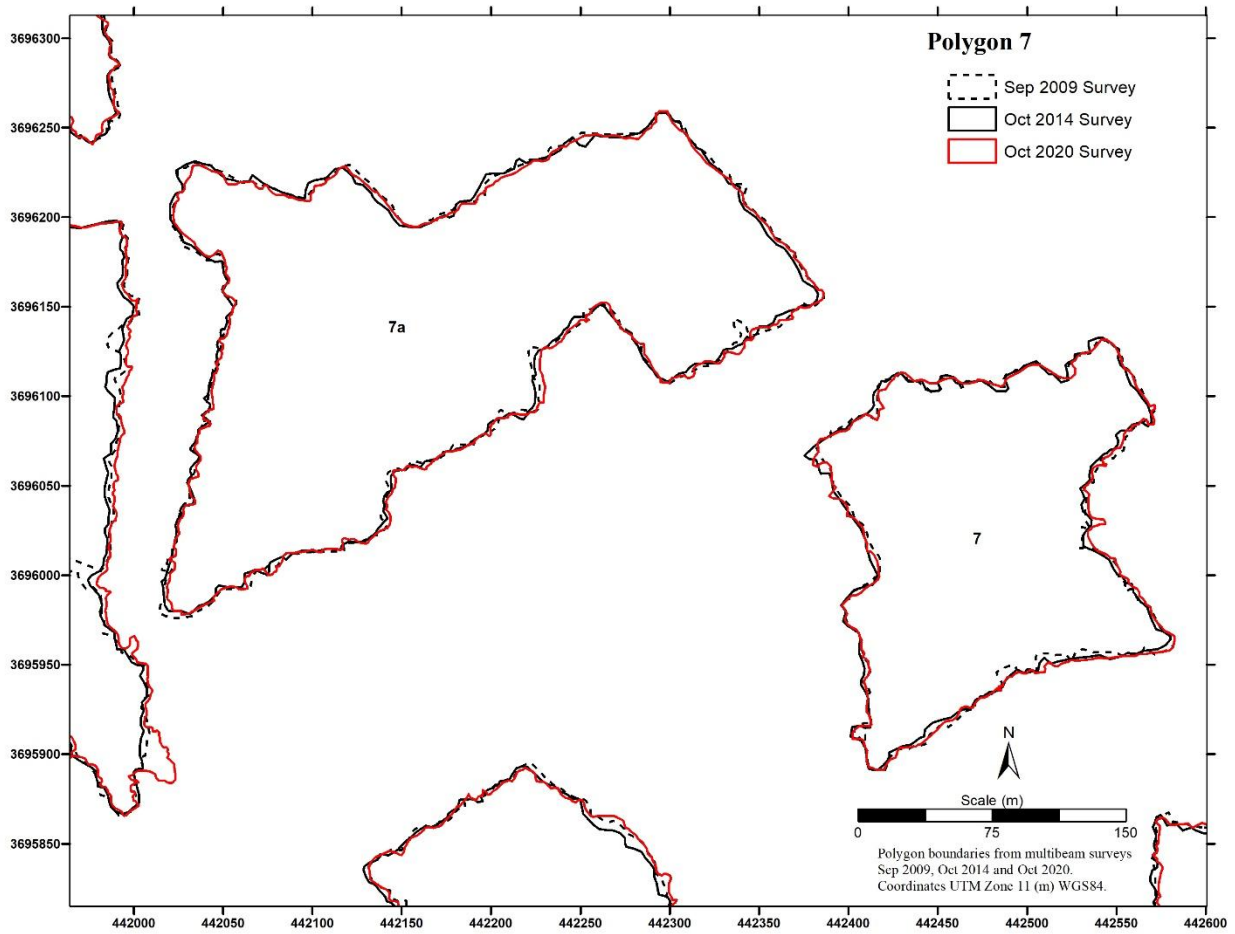 Polygon 7
Sep 2009 Survey
Oct 2014 Survey
Oct 2020 Survey
3696300
3696250
3696200
3696150
3696100
3696050
3696000
3695950
3695900
3695850
7a
7
N
Scale (m)
0 75 150
Polygon boundaries from multibeam surveys
Sep 2009, Oct 2014 and Oct 2020.
Coordinates UTM Zone 11 (m) WGS84.
442000 442050 442100 442150 442200 442250 442300 442350 442400 442450 442500 442550 442600